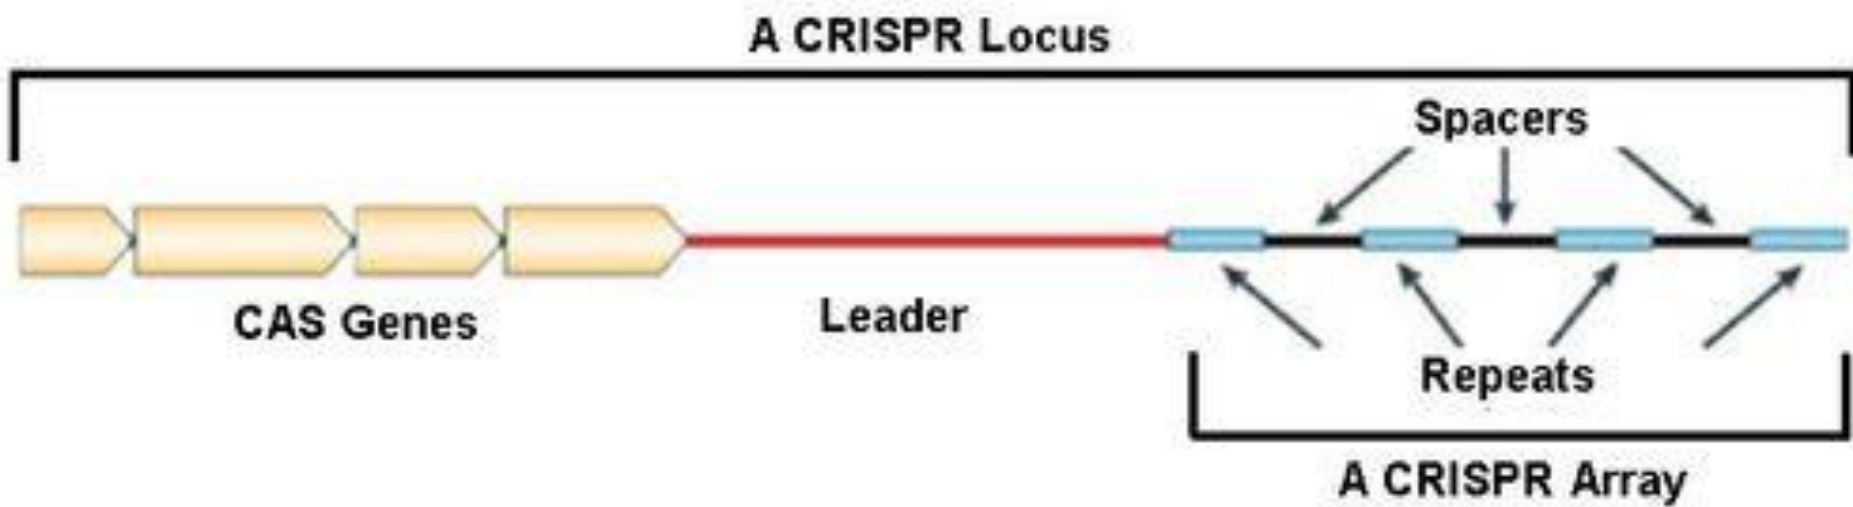 A CRISPR Locus
Spacers
CAS Genes
Leader
Repeats
A CRISPR Array